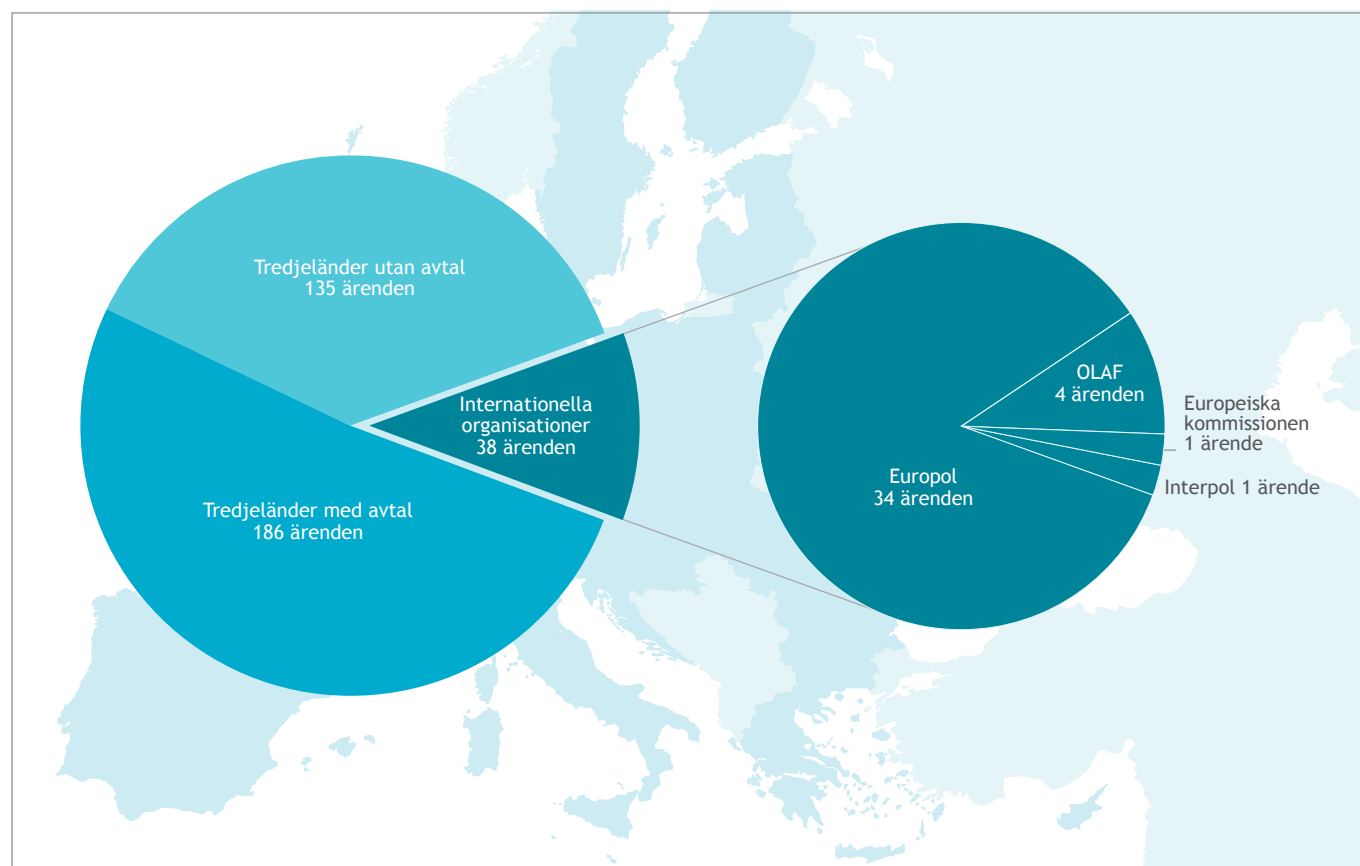 Tredjeländer utan avtal
135 ärenden
Internationella
organisationer
38 ärenden
Tredjeländer med avtal
186 ärenden
OLAF
4 ärenden
Europeiska
kommissionen
1 ärende
Interpol 1 ärende
Europol
34 ärenden